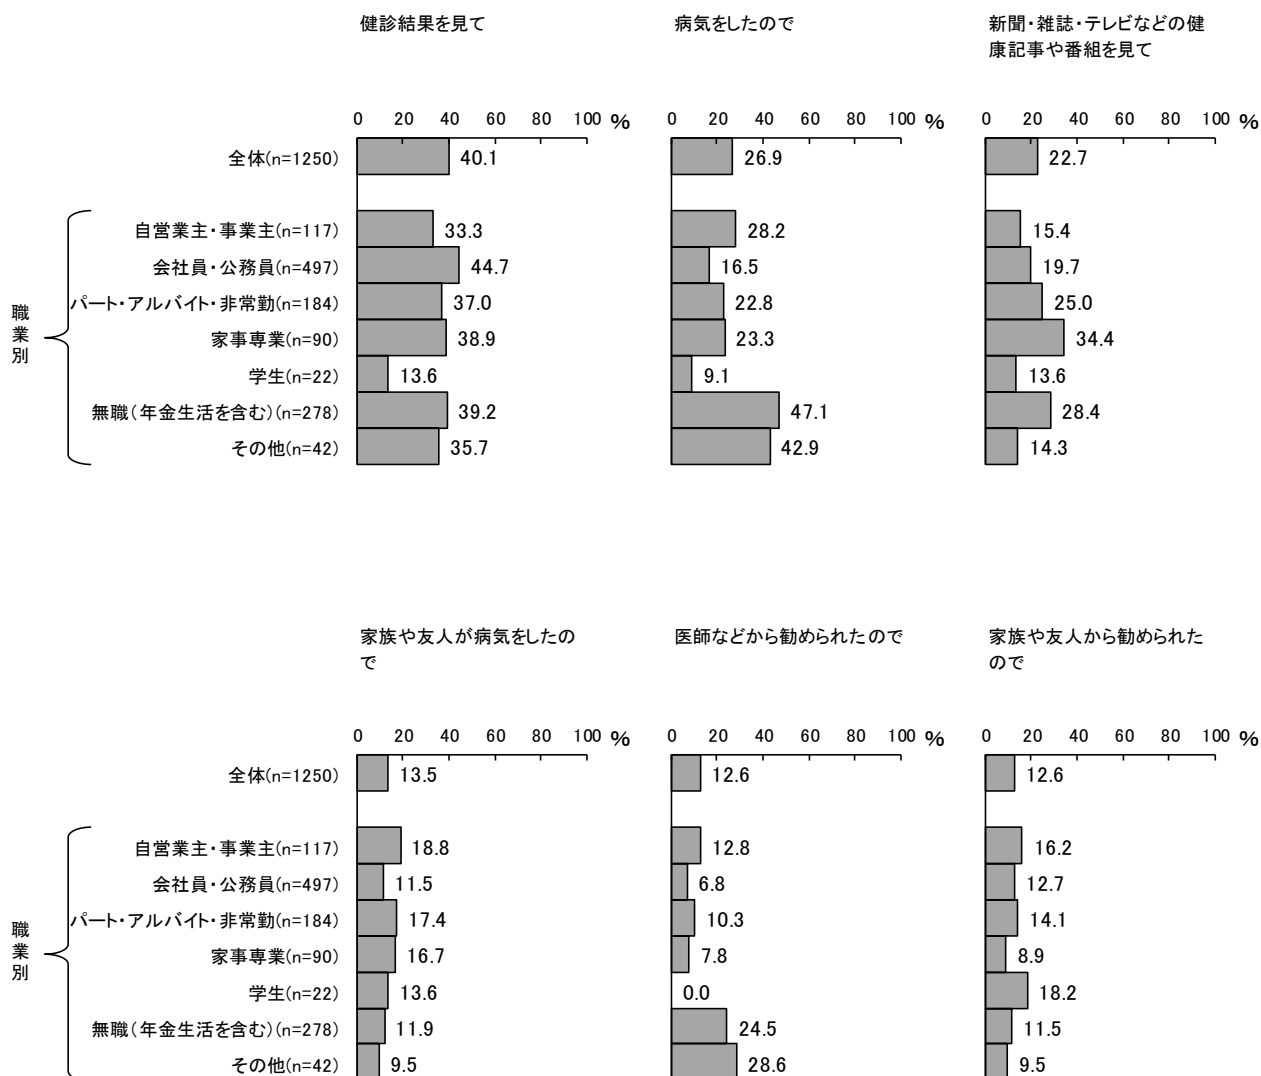 健診結果を見て
病気をしたので
新聞・雑誌・テレビなどの健
康記事や番組を見て
0 20 40 60 80 100 %
0 20 40 60 80 100 %
0 20 40 60 80 100 %
全体(n=1250) 40.1 26.9 22.7
職業別
自営業主・事業主(n=117) 33.3 28.2 15.4
会社員・公務員(n=497) 44.7 16.5 19.7
パート・アルバイト・非常勤(n=184) 37.0 22.8 25.0
家事専業(n=90) 38.9 23.3 34.4
学生(n=22) 13.6 9.1 13.6
無職(年金生活を含む)(n=278) 39.2 47.1 28.4
その他(n=42) 35.7 42.9 14.3
家族や友人が病気をしたの
で
医師などから勧められたので
家族や友人から勧められた
ので
0 20 40 60 80 100 %
0 20 40 60 80 100 %
0 20 40 60 80 100 %
全体(n=1250) 13.5 12.6 12.6
職業別
自営業主・事業主(n=117) 18.8 12.8 16.2
会社員・公務員(n=497) 11.5 6.8 12.7
パート・アルバイト・非常勤(n=184) 17.4 10.3 14.1
家事専業(n=90) 16.7 7.8 8.9
学生(n=22) 13.6 0.0 18.2
無職(年金生活を含む)(n=278) 11.9 24.5 11.5
その他(n=42) 9.5 28.6 9.5